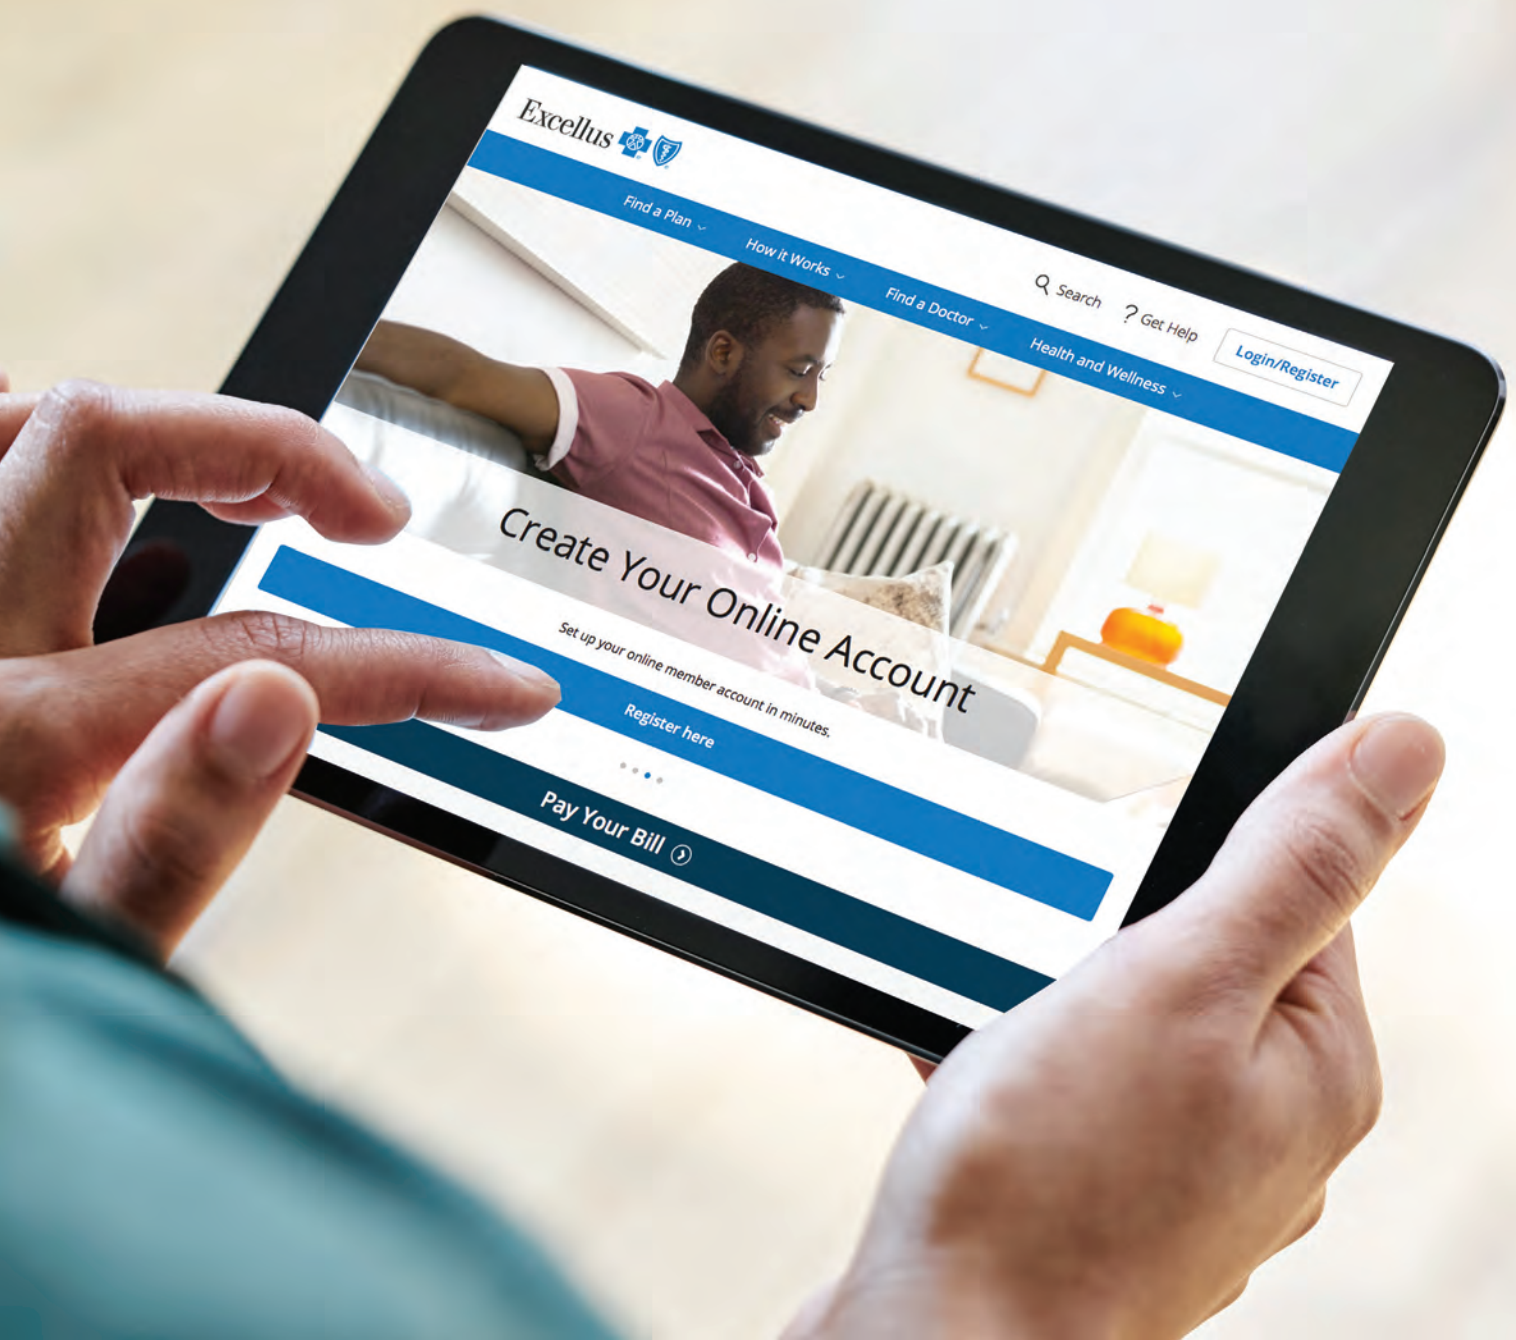 Excellus
Search
Get Help
Login/Register
Find a Plan
How it Works
Find a Doctor
Health and Wellness
Create Your Online Account
Set up your online member account in minutes.
Register here
Pay Your Bill